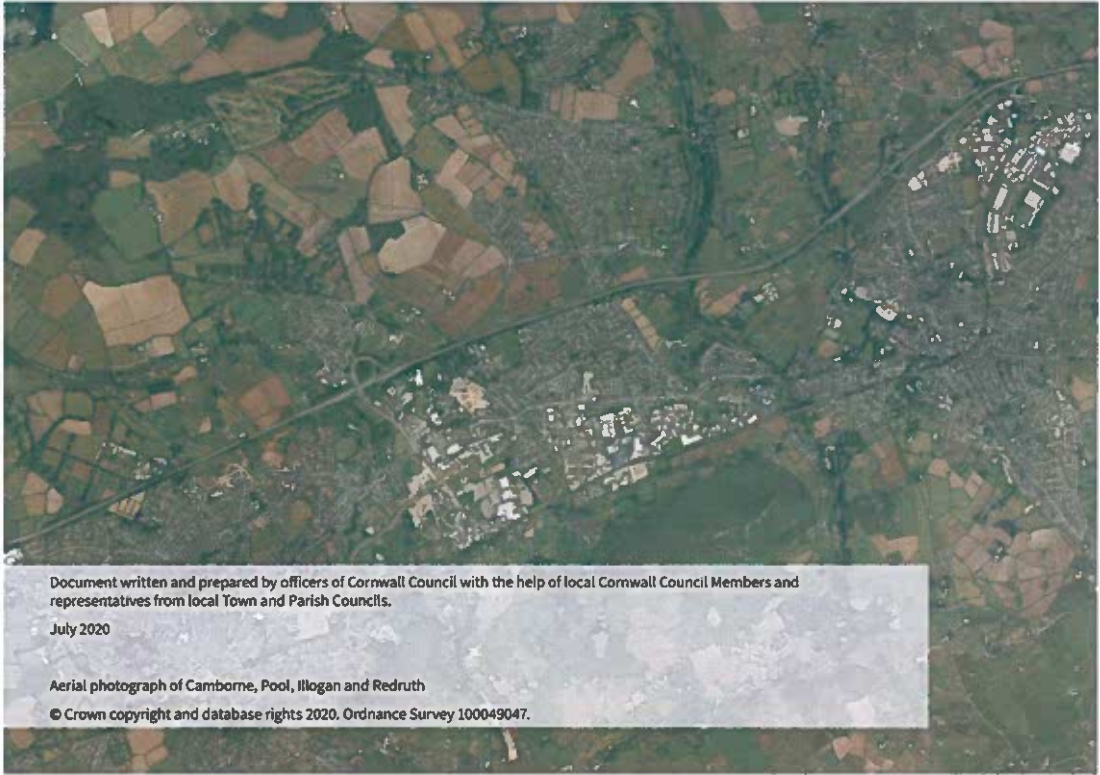 Document written and prepared by officers of Cornwall Council with the help of local Cornwall Council Members and
representatives from local Town and Parish Councils.
July 2020
Aerial photograph of Camborne, Pool, Illogan and Redruth
© Crown copyright and database rights 2020. Ordnance Survey 100049047.